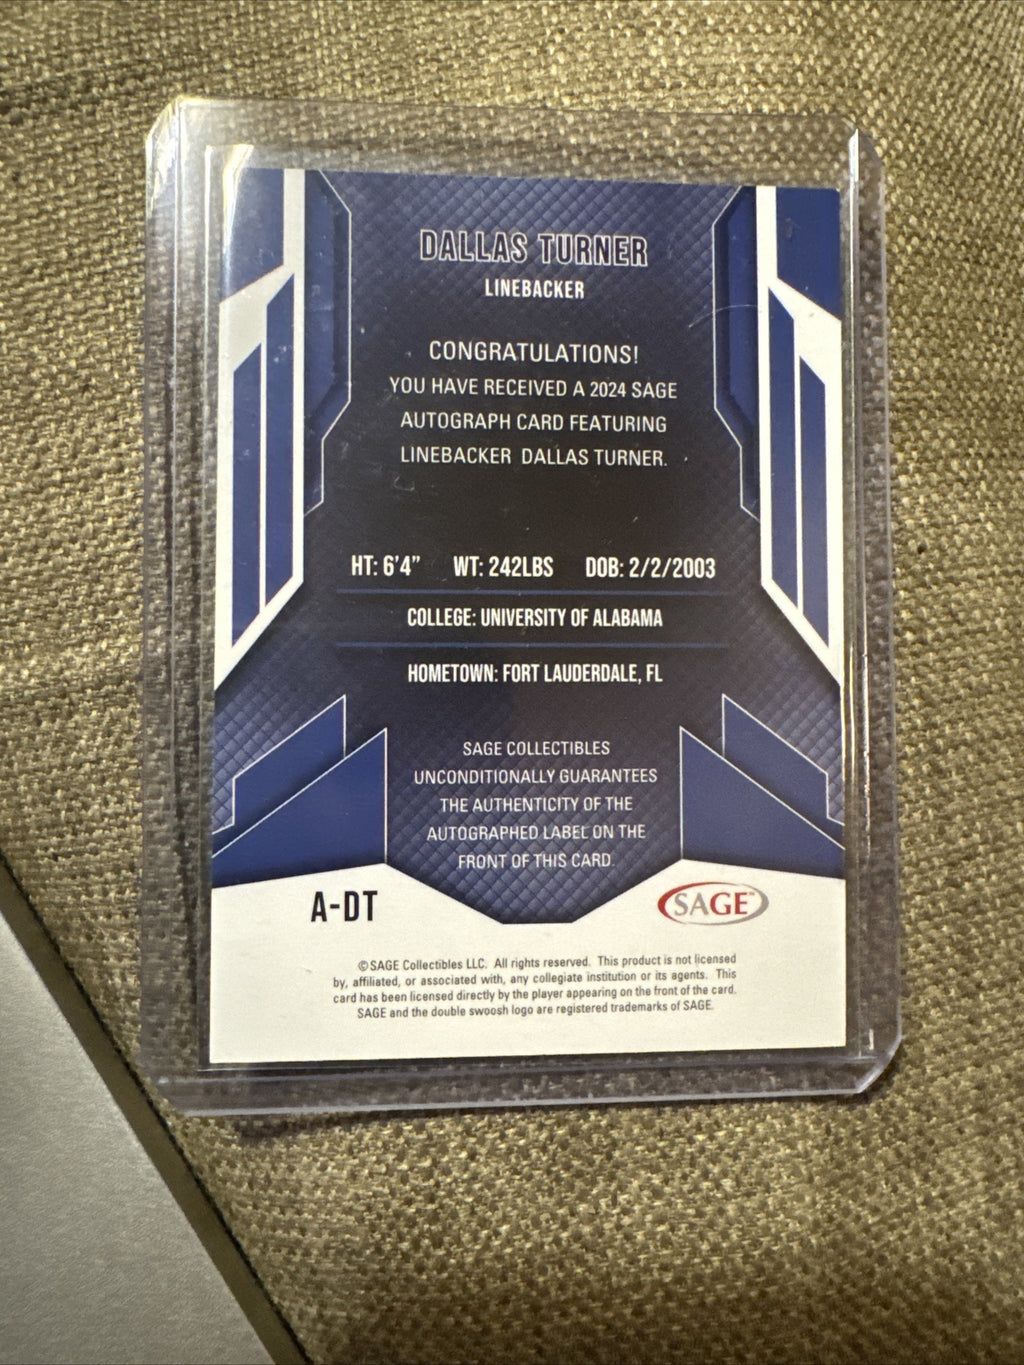 DALLAS TURNER
LINEBACKER
CONGRATULATIONS!
YOU HAVE RECEIVED A 2024 SAGE
AUTOGRAPH CARD FEATURING
LINEBACKER DALLAS TURNER.
HT: 6'4" WT: 242LBS DOB: 2/2/2003
COLLEGE: UNIVERSITY OF ALABAMA
HOMETOWN: FORT LAUDERDALE, FL
SAGE COLLECTIBLES
UNCONDITIONALLY GUARANTEES
THE AUTHENTICITY OF THE
AUTOGRAPHED LABEL ON THE
FRONT OF THIS CARD.
A-DT
SAGE™
©SAGE Collectibles LLC. All rights reserved. This product is not licensed
by, affiliated, or associated with, any collegiate institution or its agents. This
card has been licensed directly by the player appearing on the front of the card.
SAGE and the double swoosh logo are registered trademarks of SAGE.